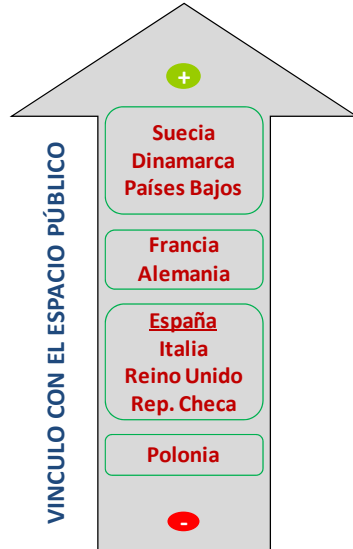 +
Suecia
Dinamarca
Países Bajos
Francia
Alemania
España
Italia
Reino Unido
Rep. Checa
Polonia
-
VINCULO CON EL ESPACIO PÚBLICO